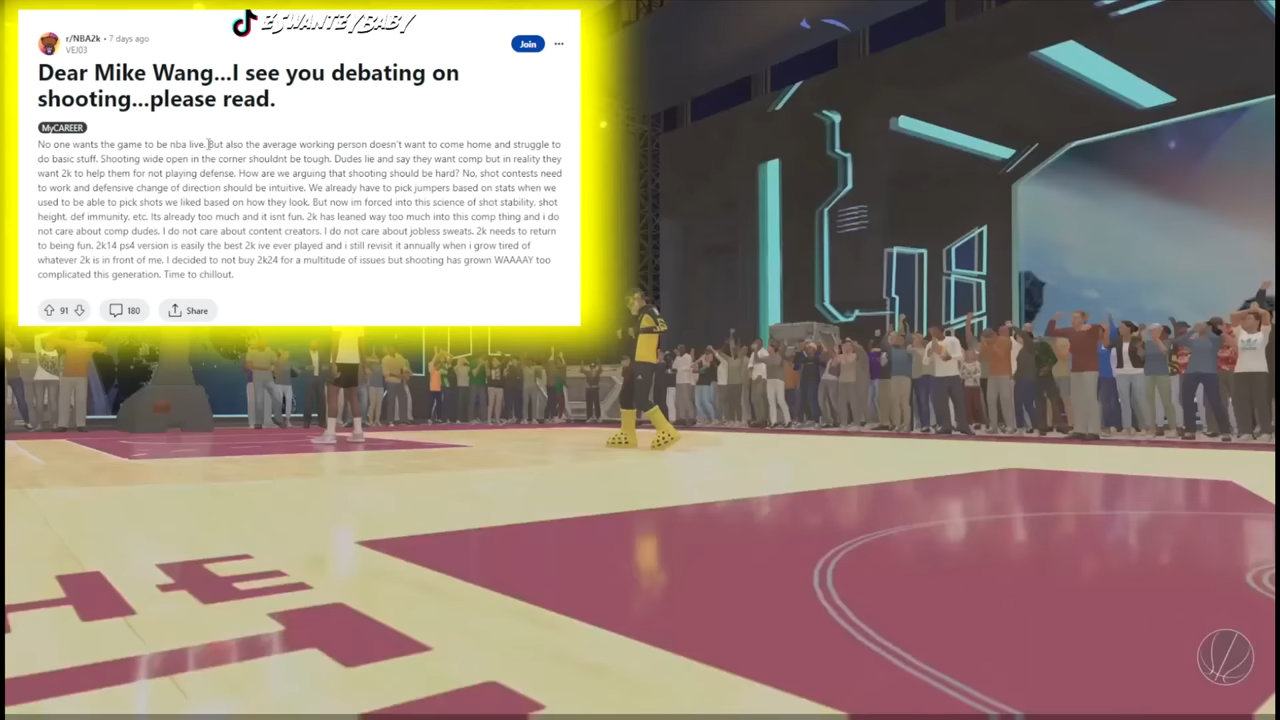 ESWANTEYBABY
r/NBA2k • 7 days ago
VEJ03
Join
Dear Mike Wang...I see you debating on
shooting...please read.
MyCAREER
No one wants the game to be nba live. But also the average working person doesn't want to come home and struggle to
do basic stuff. Shooting wide open in the corner shouldnt be tough. Dudes lie and say they want comp but in reality they
want 2k to help them for not playing defense. How are we arguing that shooting should be hard? No, shot contests need
to work and defensive change of direction should be intuitive. We already have to pick jumpers based on stats when we
used to be able to pick shots we liked based on how they look. But now im forced into this science of shot stability, shot
height, def immunity, etc. Its already too much and it isnt fun. 2k has leaned way too much into this comp thing and i do
not care about comp dudes. I do not care about content creators. I do not care about jobless sweats. 2k needs to return
to being fun. 2k14 ps4 version is easily the best 2k ive ever played and i still revisit it annually when i grow tired of
whatever 2k is in front of me. I decided to not buy 2k24 for a multitude of issues but shooting has grown WAAAAY too
complicated this generation. Time to chillout.
91
180
Share